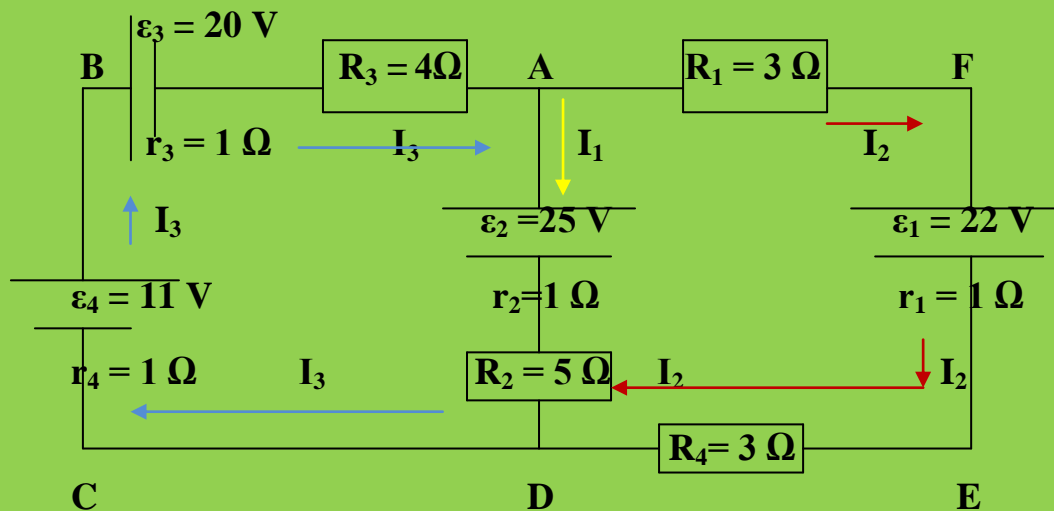 ε₃ = 20 V
B R₃ = 4Ω A R₁ = 3 Ω F
r₃ = 1 Ω I₃ I₁ I₂
I₃ ε₂ =25 V ε₁ = 22 V
ε₄ = 11 V r₂=1 Ω r₁ = 1 Ω
r₄ = 1 Ω I₃ R₂ = 5 Ω I₂ I₂
R₄= 3 Ω
C D E